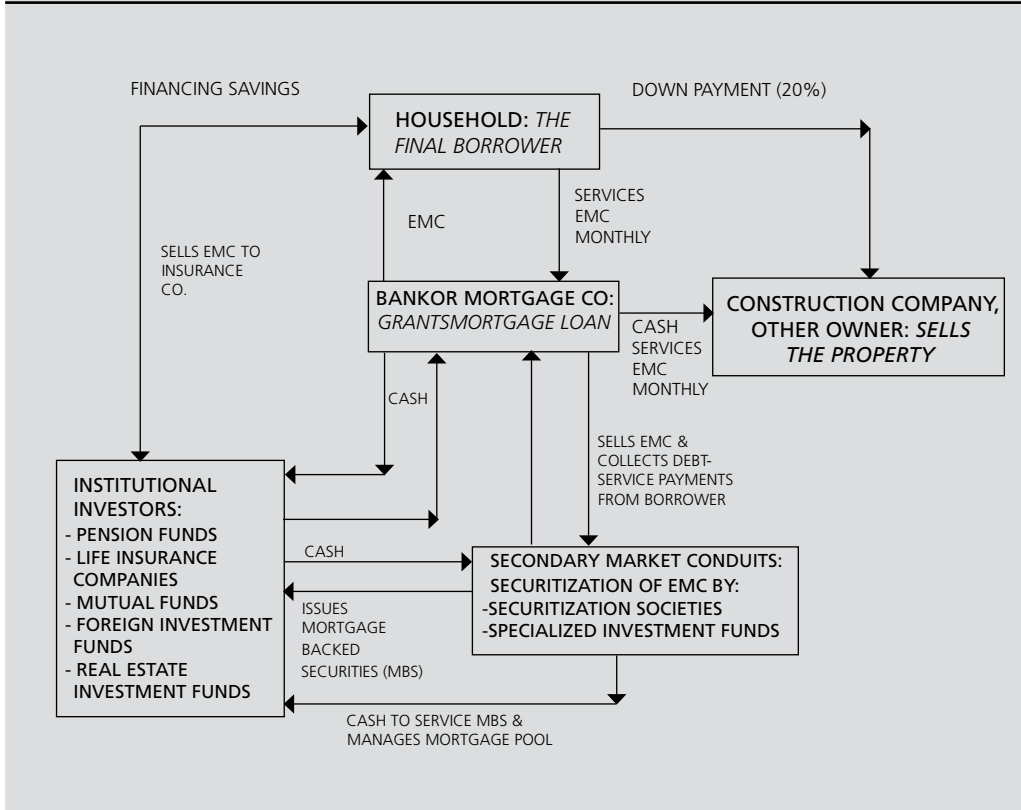 FINANCING SAVINGS
DOWN PAYMENT (20%)
HOUSEHOLD: THE
FINAL BORROWER
EMC
SERVICES
EMC
MONTHLY
SELLS EMC TO
INSURANCE
CO.
BANKOR MORTGAGE CO:
GRANTSMORTGAGE LOAN
CASH
SERVICES
EMC
MONTHLY
CONSTRUCTION COMPANY,
OTHER OWNER: SELLS
THE PROPERTY
CASH
SELLS EMC &
COLLECTS DEBT-
SERVICE PAYMENTS
FROM BORROWER
INSTITUTIONAL
INVESTORS:
- PENSION FUNDS
- LIFE INSURANCE
COMPANIES
- MUTUAL FUNDS
- FOREIGN INVESTMENT
FUNDS
- REAL ESTATE
INVESTMENT FUNDS
CASH
ISSUES
MORTGAGE
BACKED
SECURITIES (MBS)
SECONDARY MARKET CONDUITS:
SECURITIZATION OF EMC BY:
-SECURITIZATION SOCIETIES
-SPECIALIZED INVESTMENT FUNDS
CASH TO SERVICE MBS &
MANAGES MORTGAGE POOL